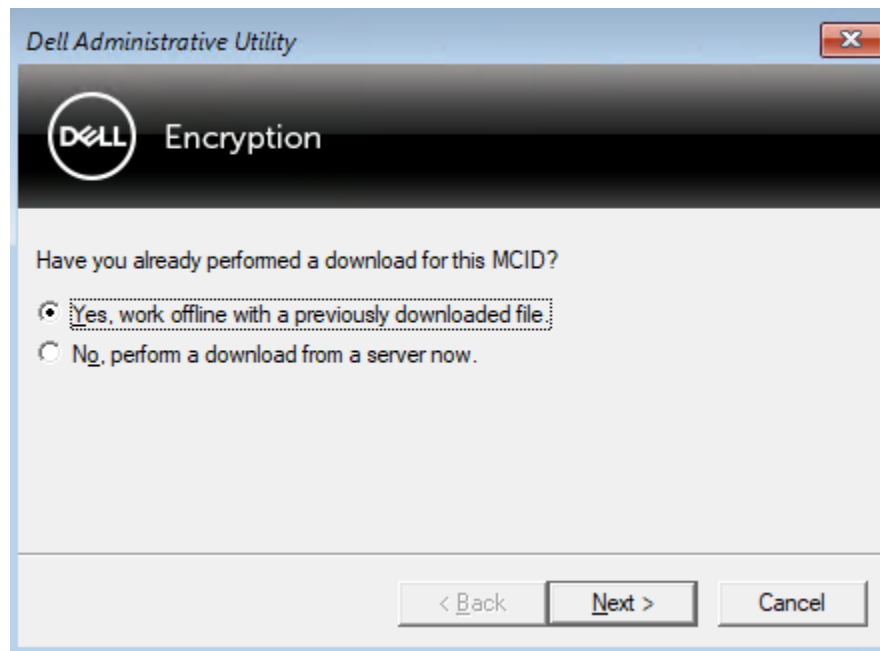 Dell Administrative Utility
DELL
Encryption
Have you already performed a download for this MCID?
Yes, work offline with a previously downloaded file.
No, perform a download from a server now.
< Back Next > Cancel